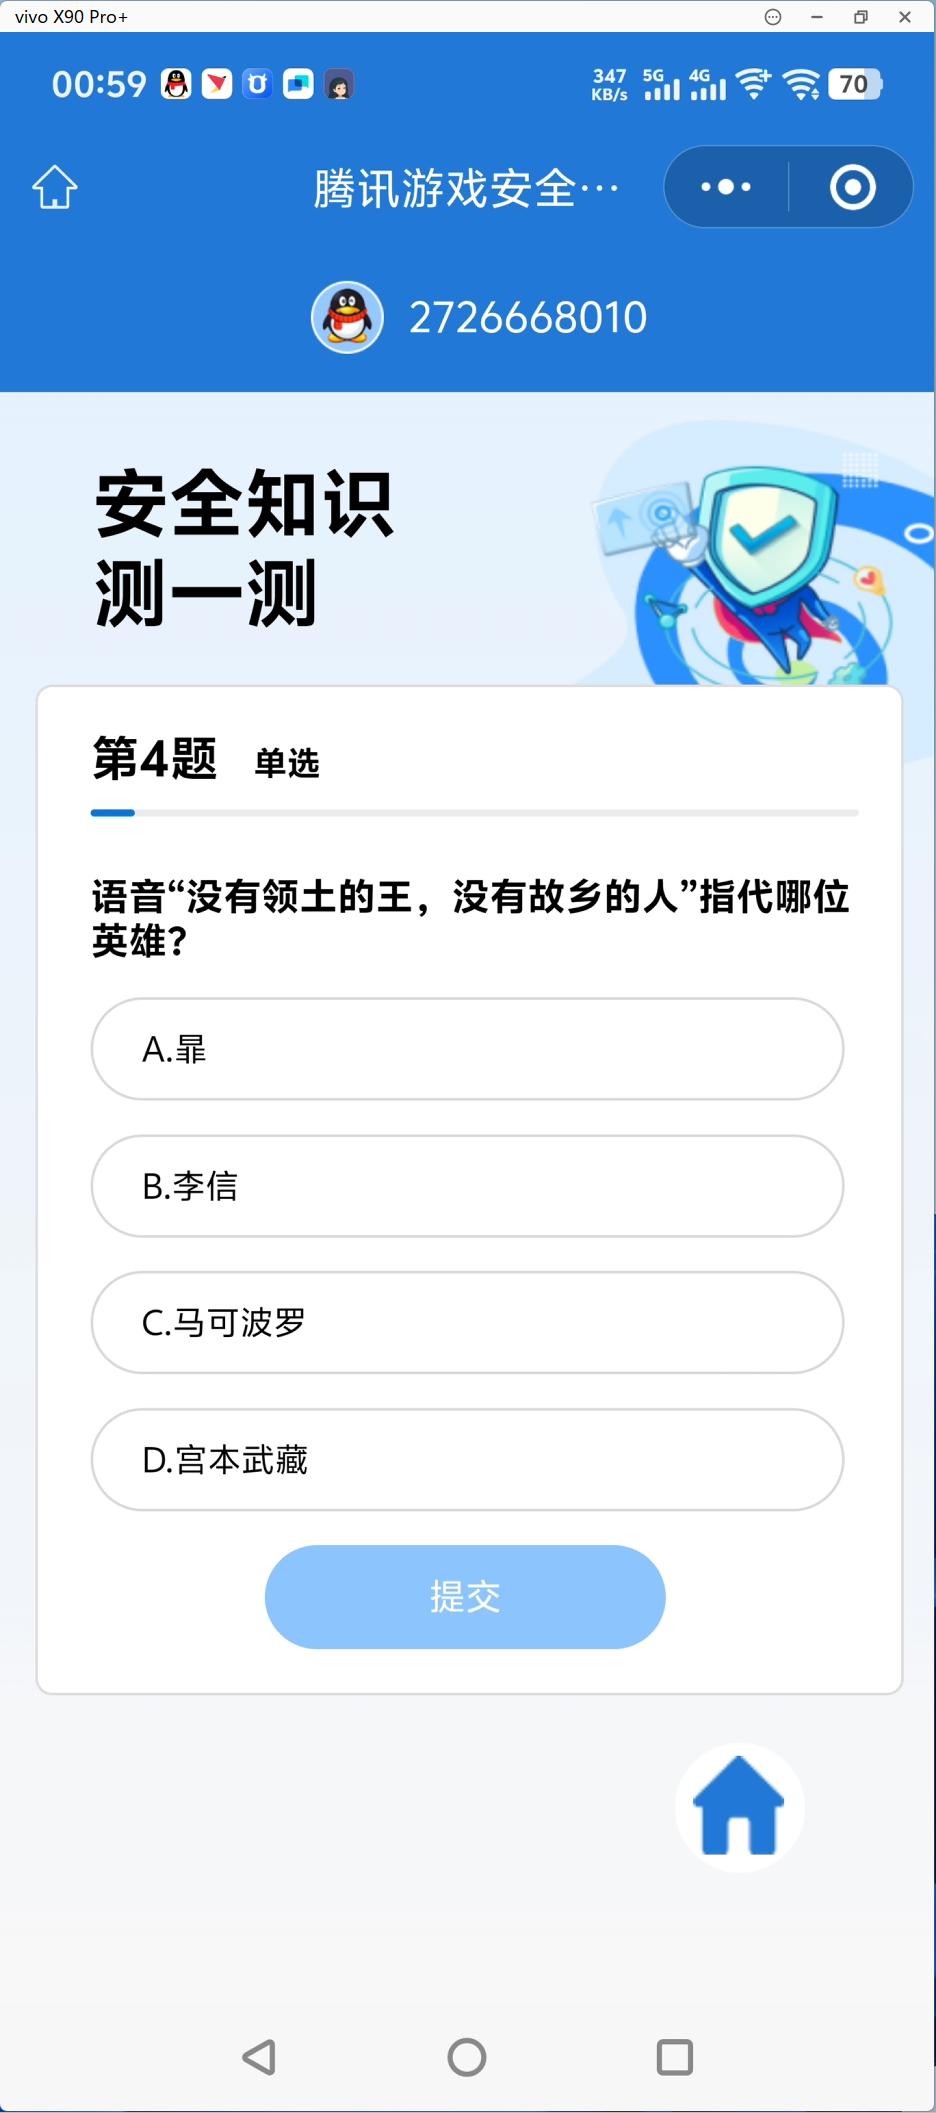 vivo X90 Pro+
00:59
347 KB/s 5G 4G 70
腾讯游戏安全…
2726668010
安全知识
测一测
第4题 单选
语音“没有领土的王，没有故乡的人”指代哪位
英雄？
A.暃
B.李信
C.马可波罗
D.宫本武藏
提交